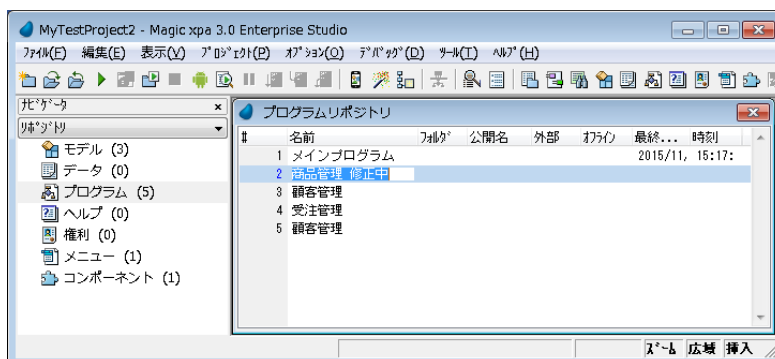 MyTestProject2 - Magic xpa 3.0 Enterprise Studio
ﾌｧｲﾙ(F) 編集(E) 表示(V) ﾌﾟﾛｼﾞｪｸﾄ(P) ｵﾌﾟｼｮﾝ(O) ﾃﾞﾊﾞｯｸﾞ(D) ﾂｰﾙ(T) ﾍﾙﾌﾟ(H)
ﾅﾋﾞｹﾞｰﾀ
ﾘﾎﾟｼﾞﾄﾘ
モデル (3)
データ (0)
プログラム (5)
ヘルプ (0)
権利 (0)
メニュー (1)
コンポーネント (1)
プログラムリポジトリ
# 名前 ﾌｫﾙﾀﾞ 公開名 外部 ｵﾌﾗｲﾝ 最終... 時刻
1 メインプログラム 2015/11, 15:17:
2 商品管理 修正中
3 顧客管理
4 受注管理
5 顧客管理
ｽﾞｰﾑ 広域 挿入